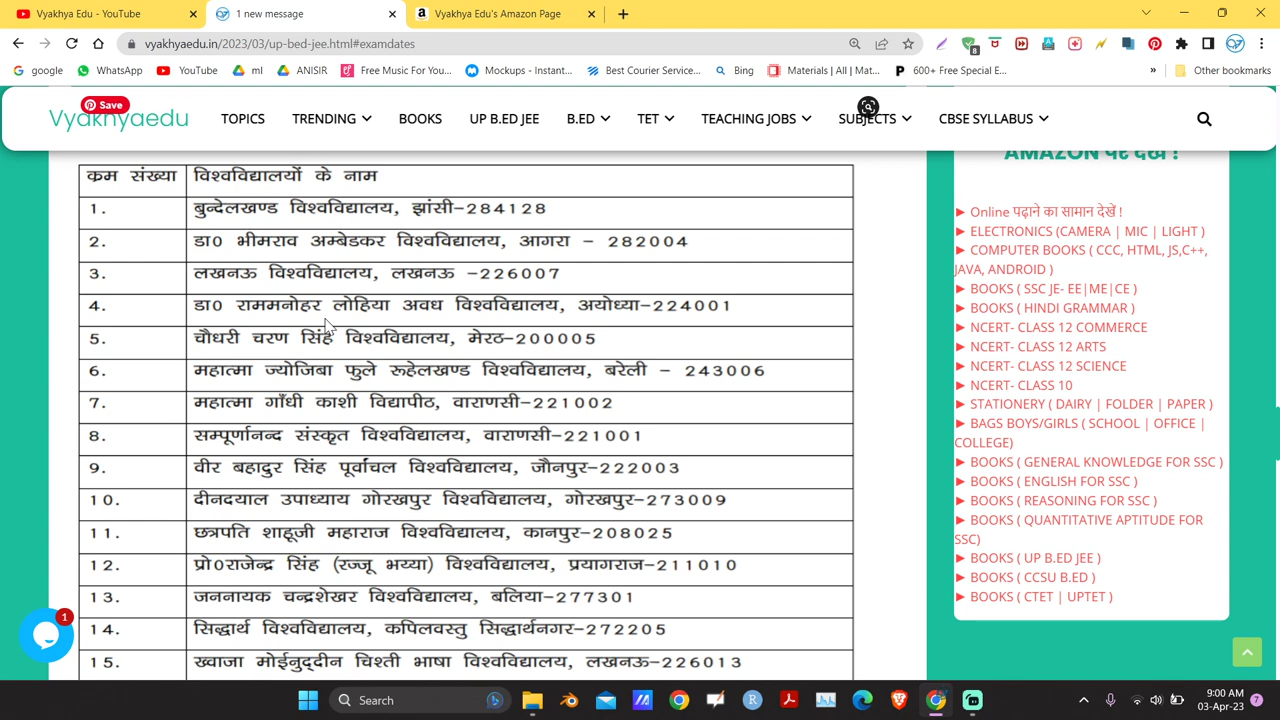 Vyakhya Edu - YouTube
1 new message
Vyakhya Edu's Amazon Page
vyakhyaedu.in/2023/03/up-bed-jee.html#examdates
8
google
WhatsApp
YouTube
ml
ANISIR
Free Music For You...
Mockups - Instant...
Best Courier Service...
Bing
Materials | All | Mat...
600+ Free Special E...
»
Other bookmarks
Save
Vyakhyaedu
TOPICS
TRENDING
BOOKS
UP B.ED JEE
B.ED
TET
TEACHING JOBS
SUBJECTS
CBSE SYLLABUS
क्रम संख्या विश्वविद्यालयों के नाम
1. बुन्देलखण्ड विश्वविद्यालय, झांसी-284128
2. डा0 भीमराव अम्बेडकर विश्वविद्यालय, आगरा - 282004
3. लखनऊ विश्वविद्यालय, लखनऊ -226007
4. डा0 राममनोहर लोहिया अवध विश्वविद्यालय, अयोध्या-224001
5. चौधरी चरण सिंह विश्वविद्यालय, मेरठ-200005
6. महात्मा ज्योजिबा फुले रूहेलखण्ड विश्वविद्यालय, बरेली - 243006
7. महात्मा गाँधी काशी विद्यापीठ, वाराणसी-221002
8. सम्पूर्णानन्द संस्कृत विश्वविद्यालय, वाराणसी-221001
9. वीर बहादुर सिंह पूर्वांचल विश्वविद्यालय, जौनपुर-222003
10. दीनदयाल उपाध्याय गोरखपुर विश्वविद्यालय, गोरखपुर-273009
11. छत्रपति शाहूजी महाराज विश्वविद्यालय, कानपुर-208025
12. प्रो0राजेन्द्र सिंह (रज्जू भय्या) विश्वविद्यालय, प्रयागराज-211010
13. जननायक चन्द्रशेखर विश्वविद्यालय, बलिया-277301
14. सिद्धार्थ विश्वविद्यालय, कपिलवस्तु सिद्धार्थनगर-272205
15. ख्वाजा मोईनुद्दीन चिश्ती भाषा विश्वविद्यालय, लखनऊ-226013
AMAZON पर देखें !
► Online पढ़ाने का सामान देखें !
► ELECTRONICS (CAMERA | MIC | LIGHT )
► COMPUTER BOOKS ( CCC, HTML, JS,C++,
JAVA, ANDROID )
► BOOKS ( SSC JE- EE|ME|CE )
► BOOKS ( HINDI GRAMMAR )
► NCERT- CLASS 12 COMMERCE
► NCERT- CLASS 12 ARTS
► NCERT- CLASS 12 SCIENCE
► NCERT- CLASS 10
► STATIONERY ( DAIRY | FOLDER | PAPER )
► BAGS BOYS/GIRLS ( SCHOOL | OFFICE |
COLLEGE)
► BOOKS ( GENERAL KNOWLEDGE FOR SSC )
► BOOKS ( ENGLISH FOR SSC )
► BOOKS ( REASONING FOR SSC )
► BOOKS ( QUANTITATIVE APTITUDE FOR
SSC)
► BOOKS ( UP B.ED JEE )
► BOOKS ( CCSU B.ED )
► BOOKS ( CTET | UPTET )
1
Search
9:00 AM
03-Apr-23
7